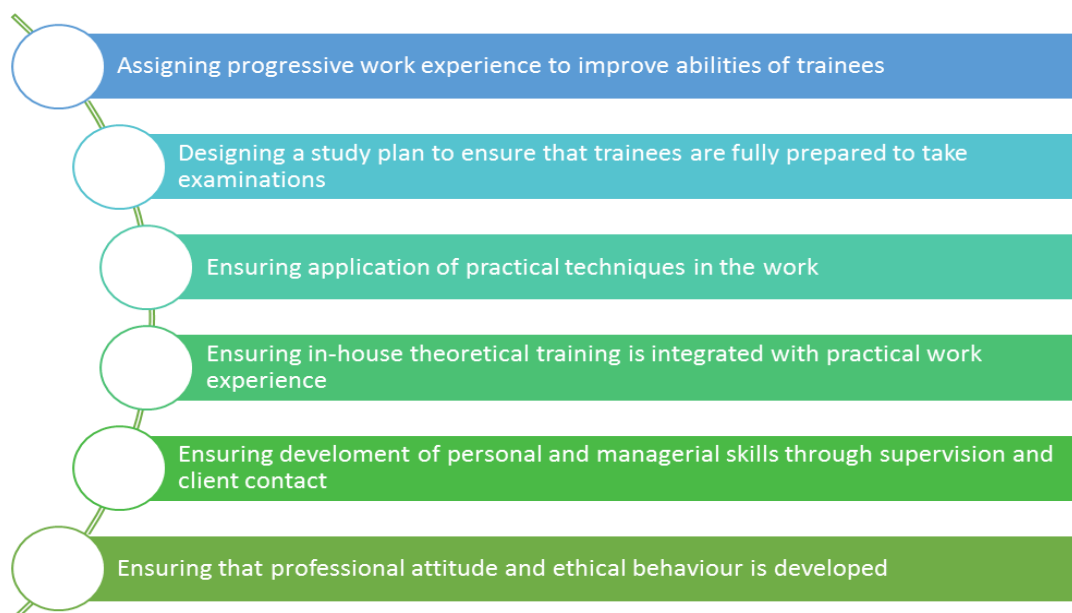 Assigning progressive work experience to improve abilities of trainees
Designing a study plan to ensure that trainees are fully prepared to take
examinations
Ensuring application of practical techniques in the work
Ensuring in-house theoretical training is integrated with practical work
experience
Ensuring develoment of personal and managerial skills through supervision and
client contact
Ensuring that professional attitude and ethical behaviour is developed